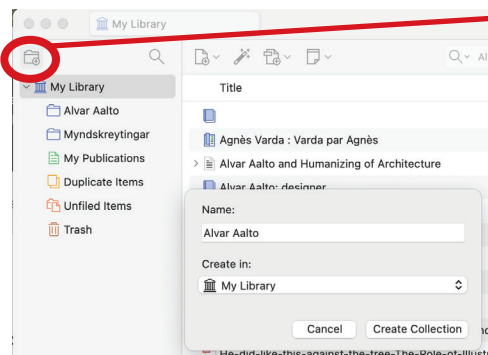 My Library
All
My Library
Title
Alvar Aalto
Myndskreytingar
Agnès Varda : Varda par Agnès
My Publications
Alvar Aalto and Humanizing of Architecture
Duplicate Items
Alvar Aalto: designer
Unfiled Items
Trash
Name:
Alvar Aalto
Create in:
My Library
Cancel
Create Collection
He-did-like-this-against-the-tree-The-Role-of-Illust